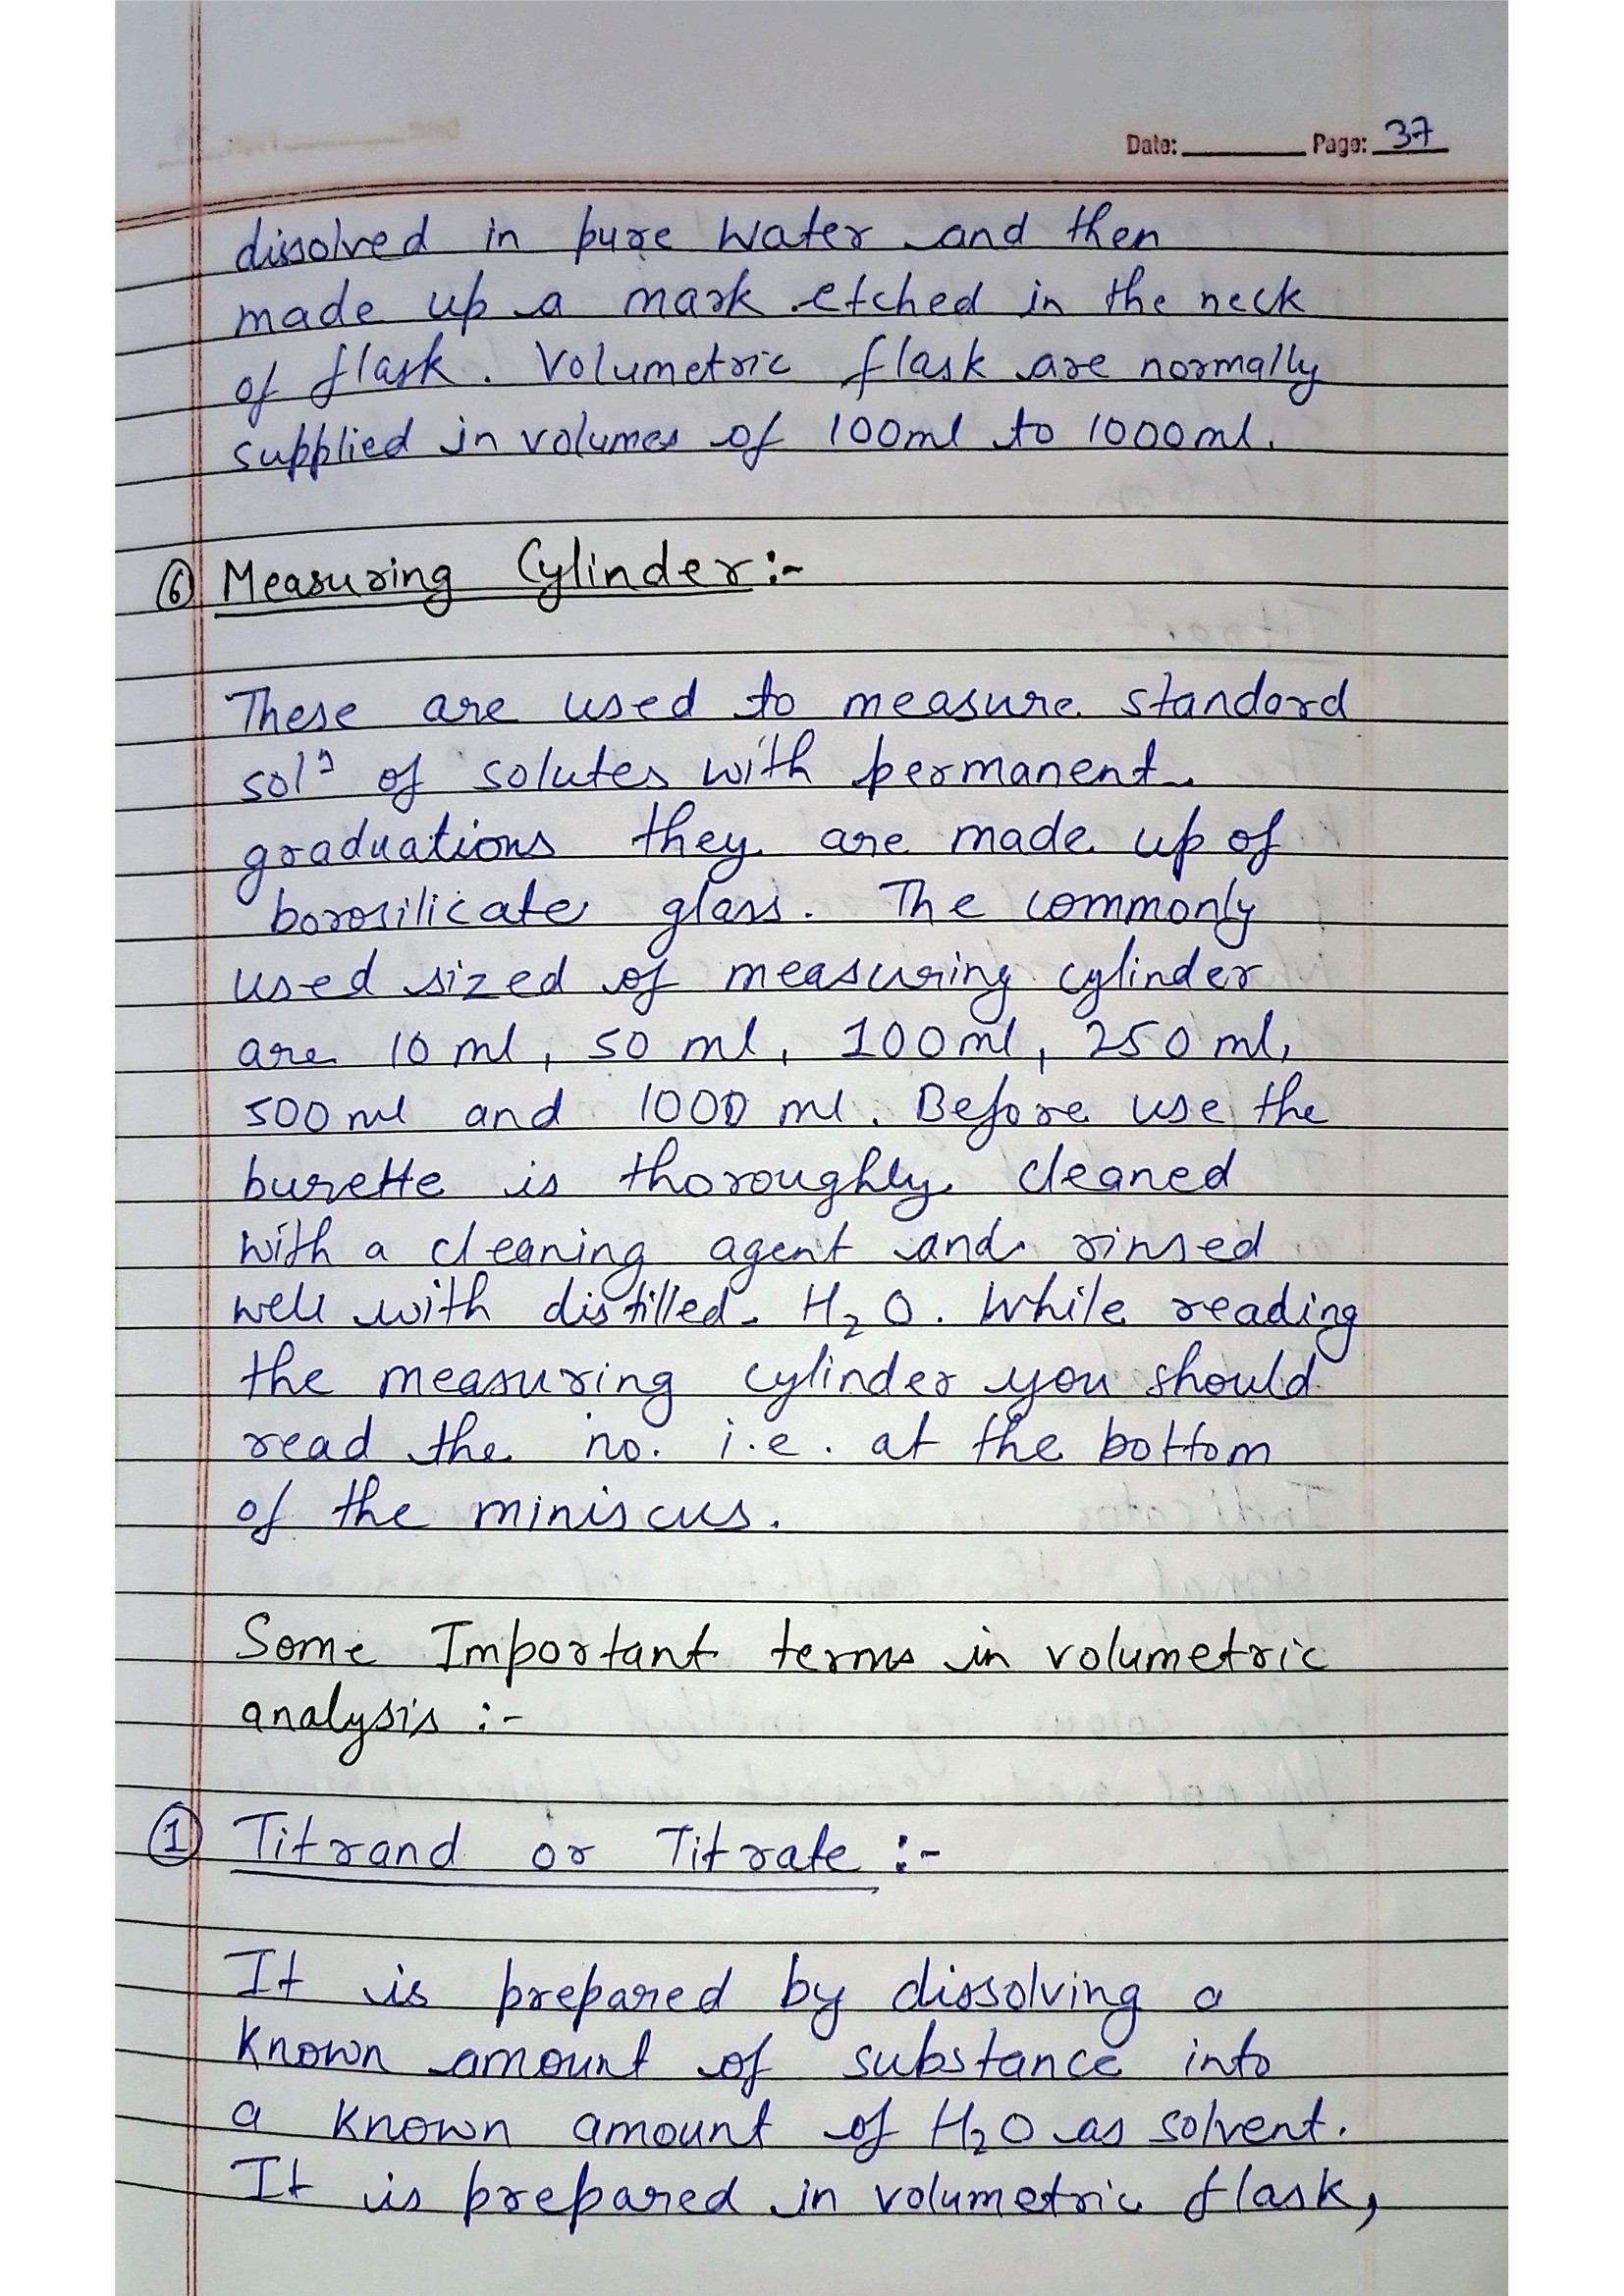 Date: Page: 37
dissolved in pure water and then
made up a mark etched in the neck
of flask. Volumetric flask are normally
supplied in volumes of 100ml to 1000ml.
⑥ Measuring Cylinder:-
These are used to measure standard
solⁿ of solutes with permanent
graduations they are made up of
borosilicate glass. The commonly
used sized of measuring cylinder
are 10 ml, 50 ml, 100ml, 250 ml,
500ml and 1000 ml. Before use the
burette is thoroughly cleaned
with a cleaning agent and rinsed
well with distilled H₂O. While reading
the measuring cylinder you should
read the no. i.e. at the bottom
of the miniscus.
Some Important terms in volumetric
analysis :-
① Titrand or Titrate :-
It is prepared by dissolving a
known amount of substance into
a known amount of H₂O as solvent.
It is prepared in volumetric flask,